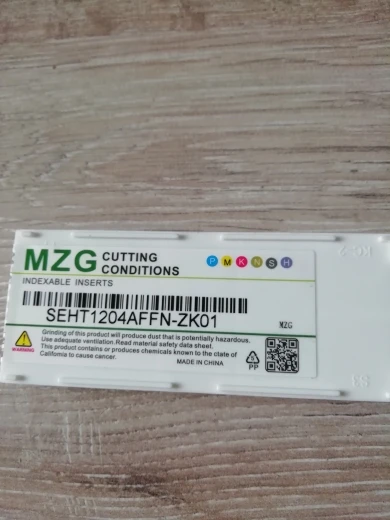 MZG CUTTING CONDITIONS P M K N S H
INDEXABLE INSERTS
SEHT1204AFFN-ZK01
MZG
WARNING
Grinding of this product will produce dust that is potentially hazardous.
Use adequate ventilation.Read material safety data sheet.
This product contains or produces chemicals known to the ctate of
California to cause cancer.
MADE IN CHINA
5
PP